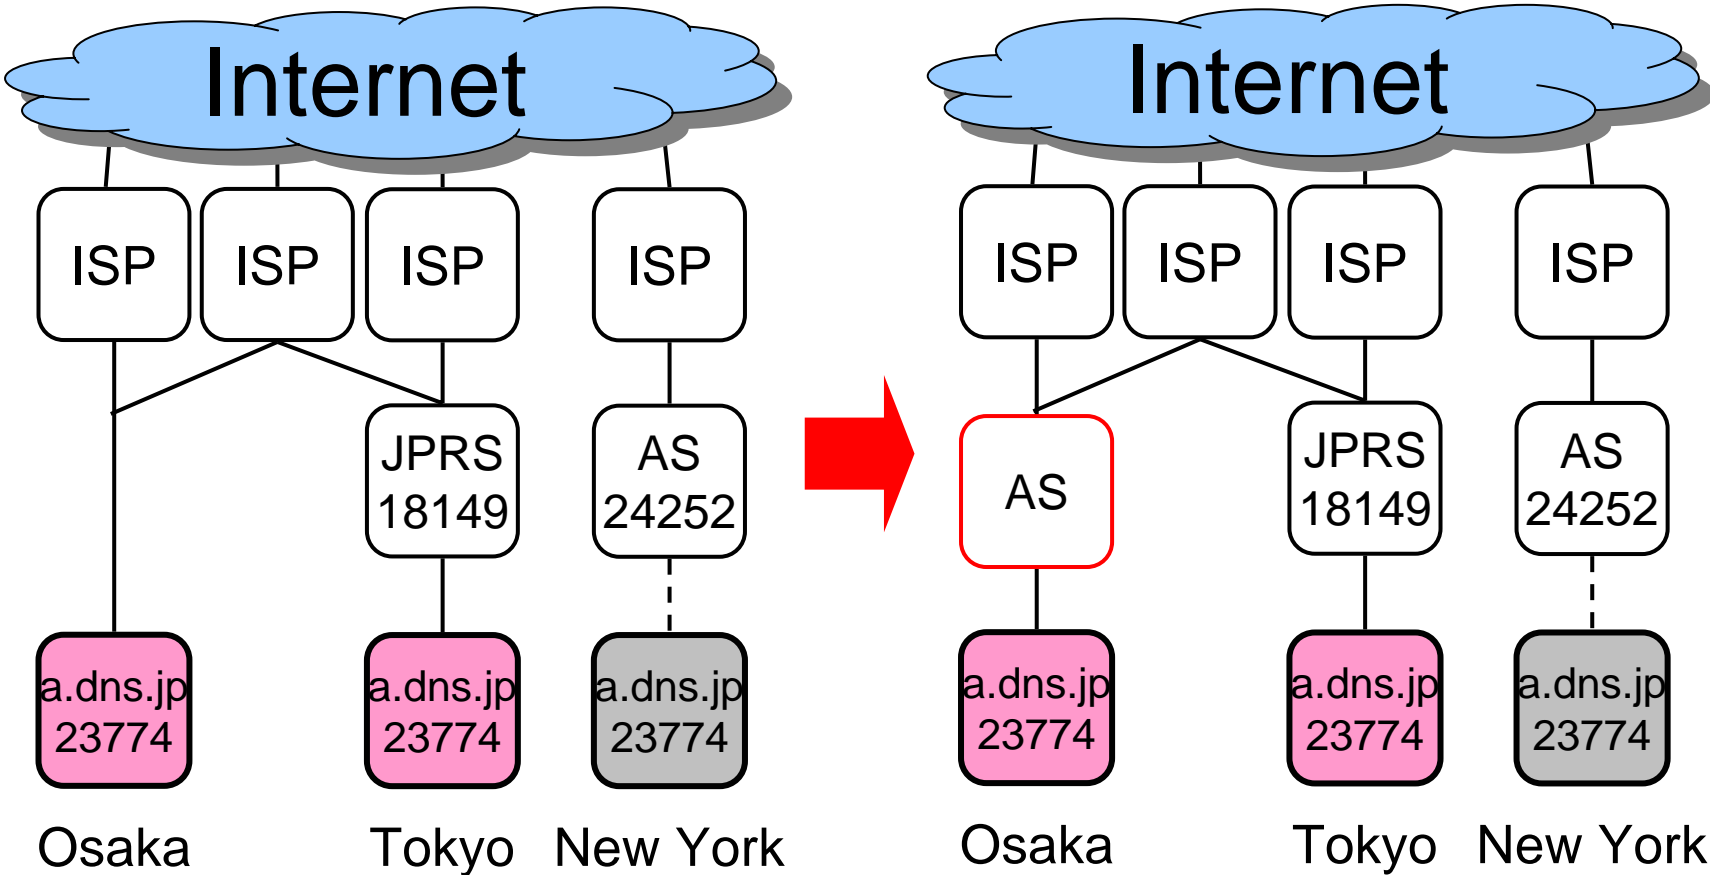 Internet
ISP
ISP
ISP
ISP
JPRS
18149
AS
24252
a.dns.jp
23774
a.dns.jp
23774
a.dns.jp
23774
Osaka
Tokyo
New York
Internet
ISP
ISP
ISP
ISP
AS
JPRS
18149
AS
24252
a.dns.jp
23774
a.dns.jp
23774
a.dns.jp
23774
Osaka
Tokyo
New York